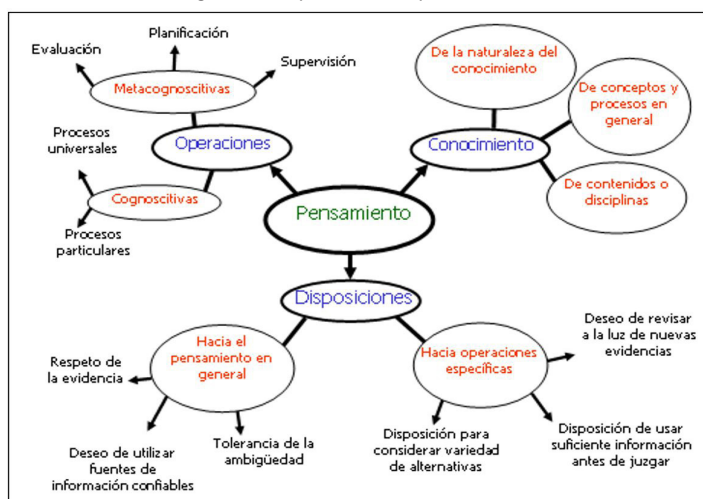 Planificación
Evaluación
Supervisión
Metacognoscitivas
Operaciones
Procesos
universales
Cognoscitivas
Procesos
particulares
De la naturaleza del
conocimiento
De conceptos y
procesos en
general
Conocimiento
De contenidos o
disciplinas
Pensamiento
Disposiciones
Hacia el
pensamiento en
general
Respeto de
la evidencia
Deseo de utilizar
fuentes de
información confiables
Tolerancia de la
ambigüedad
Hacia operaciones
específicas
Deseo de revisar
a la luz de nuevas
evidencias
Disposición para
considerar variedad
de alternativas
Disposición de usar
suficiente información
antes de juzgar